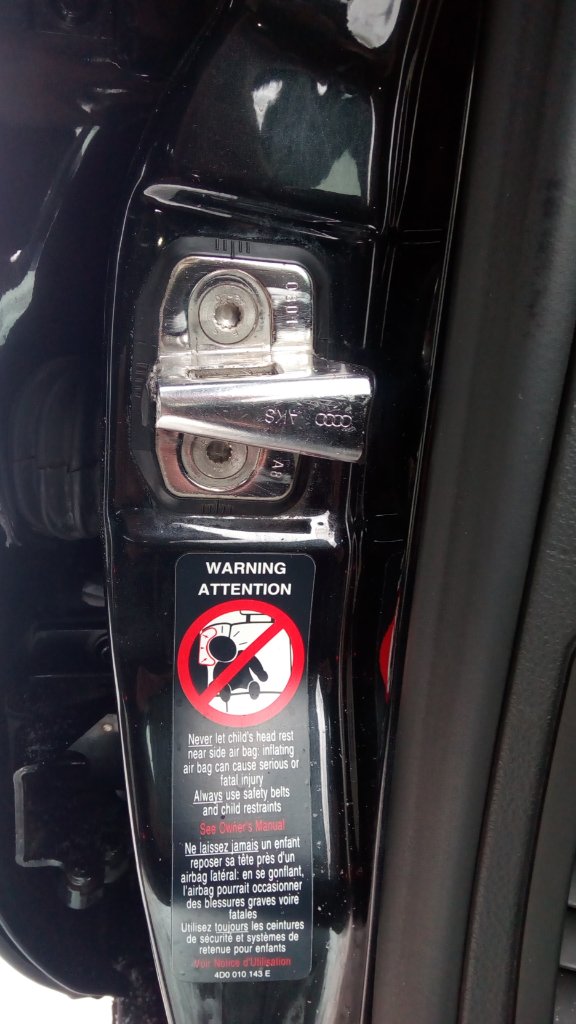 0301
AKS
A8
WARNING
ATTENTION
Never let child's head rest
near side air bag: inflating
air bag can cause serious or
fatal injury
Always use safety belts
and child restraints
See Owner's Manual
Ne laissez jamais un enfant
reposer sa tête près d'un
airbag latéral: en se gonflant,
l'airbag pourrait occasionner
des blessures graves voire
fatales
Utilisez toujours les ceintures
de sécurité et systèmes de
retenue pour enfants
Voir Notice d'Utilisation
4D0 010 143 E